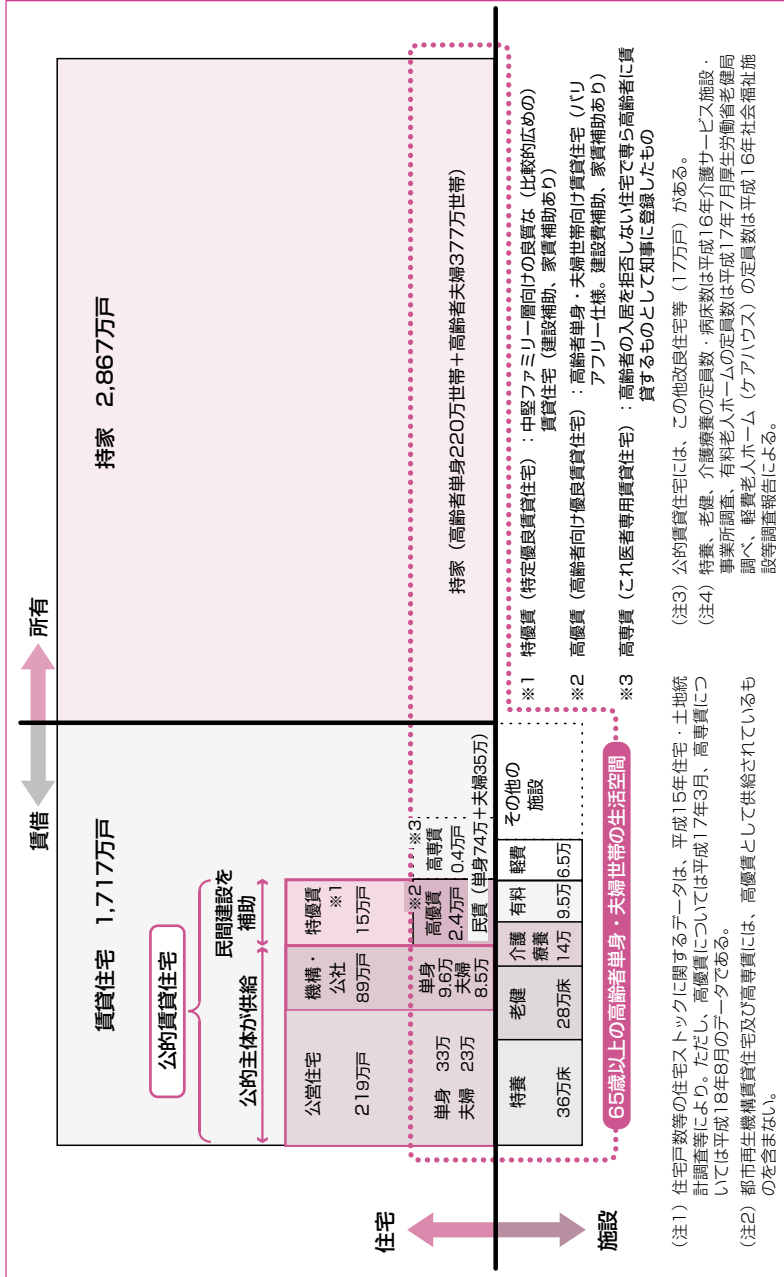 賃借
所有
賃貸住宅 1,717万戸
持家 2,867万戸
公的賃貸住宅
公的主体が供給
民間建設を
補助
住宅
施設
公営住宅
219万戸
機構・
公社
89万戸
特優賃
※1
15万戸
単身 33万
夫婦 23万
単身
9.6万
夫婦
8.5万
※2
高優賃
2.4万戸
※3
高専賃
0.4万戸
民賃(単身74万+夫婦35万)
持家(高齢者単身220万世帯+高齢者夫婦377万世帯)
特養
36万床
老健
28万床
介護
療養
14万
有料
9.5万
軽費
6.5万
その他の
施設
65歳以上の高齢者単身・夫婦世帯の生活空間
※1 特優賃(特定優良賃貸住宅):中堅ファミリー層向けの良質な(比較的広めの)
賃貸住宅(建設補助、家賃補助あり)
※2 高優賃(高齢者向け優良賃貸住宅):高齢者単身・夫婦世帯向け賃貸住宅(バリ
アフリー仕様。建設費補助、家賃補助あり)
※3 高専賃(これ医者専用賃貸住宅):高齢者の入居を拒否しない住宅で専ら高齢者に賃
貸するものとして知事に登録したもの
(注1)住宅戸数等の住宅ストックに関するデータは、平成15年住宅・土地統
計調査等により。ただし、高優賃については平成17年3月、高専賃につ
いては平成18年8月のデータである。
(注2)都市再生機構賃貸住宅及び高専賃には、高優賃として供給されているも
のを含まない。
(注3)公的賃貸住宅には、この他改良住宅等(17万戸)がある。
(注4)特養、老健、介護療養の定員数・病床数は平成16年介護サービス施設・
事業所調査、有料老人ホームの定員数は平成17年7月厚生労働省老健局
調べ、軽費老人ホーム(ケアハウス)の定員数は平成16年社会福祉施
設等調査報告による。